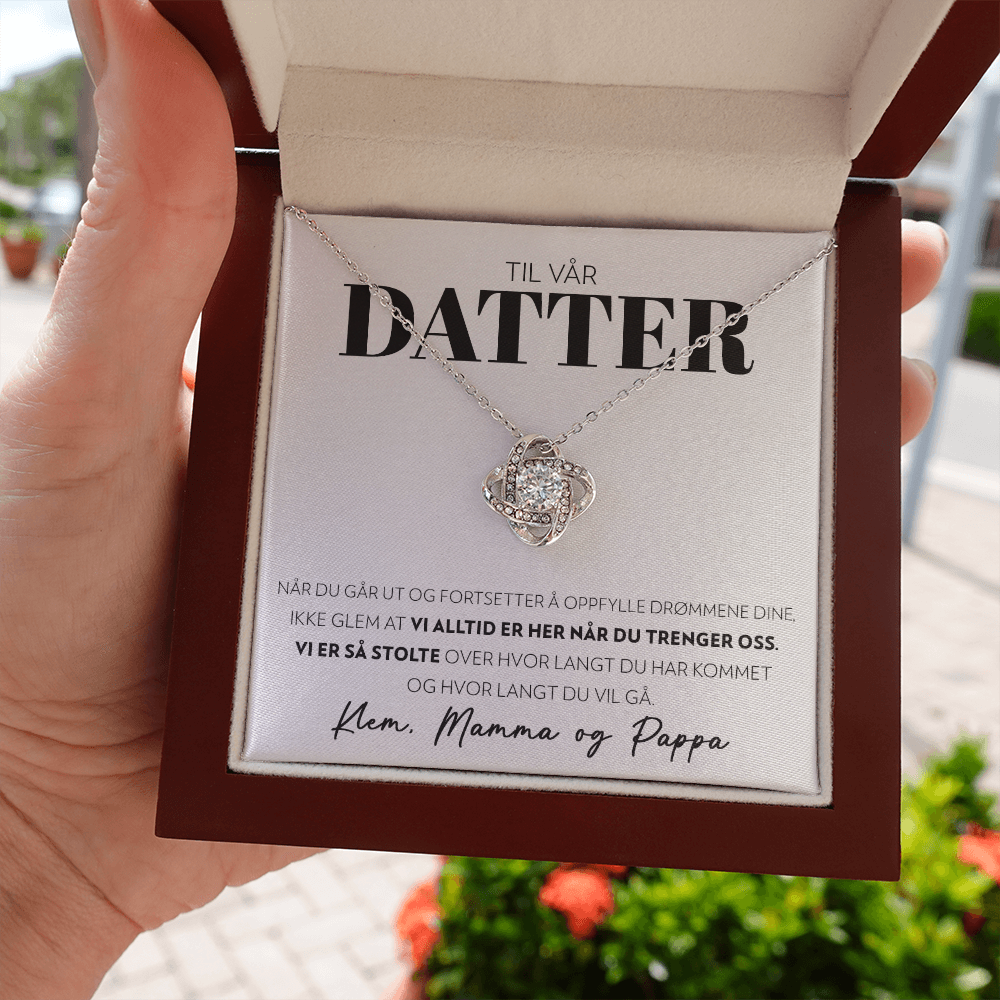 TIL VÅR
DATTER
NÅR DU GÅR UT OG FORTSETTER Å OPPFYLLE DRØMMENE DINE,
IKKE GLEM AT VI ALLTID ER HER NÅR DU TRENGER OSS.
VI ER SÅ STOLTE OVER HVOR LANGT DU HAR KOMMET
OG HVOR LANGT DU VIL GÅ.
Klem, Mamma og Pappa